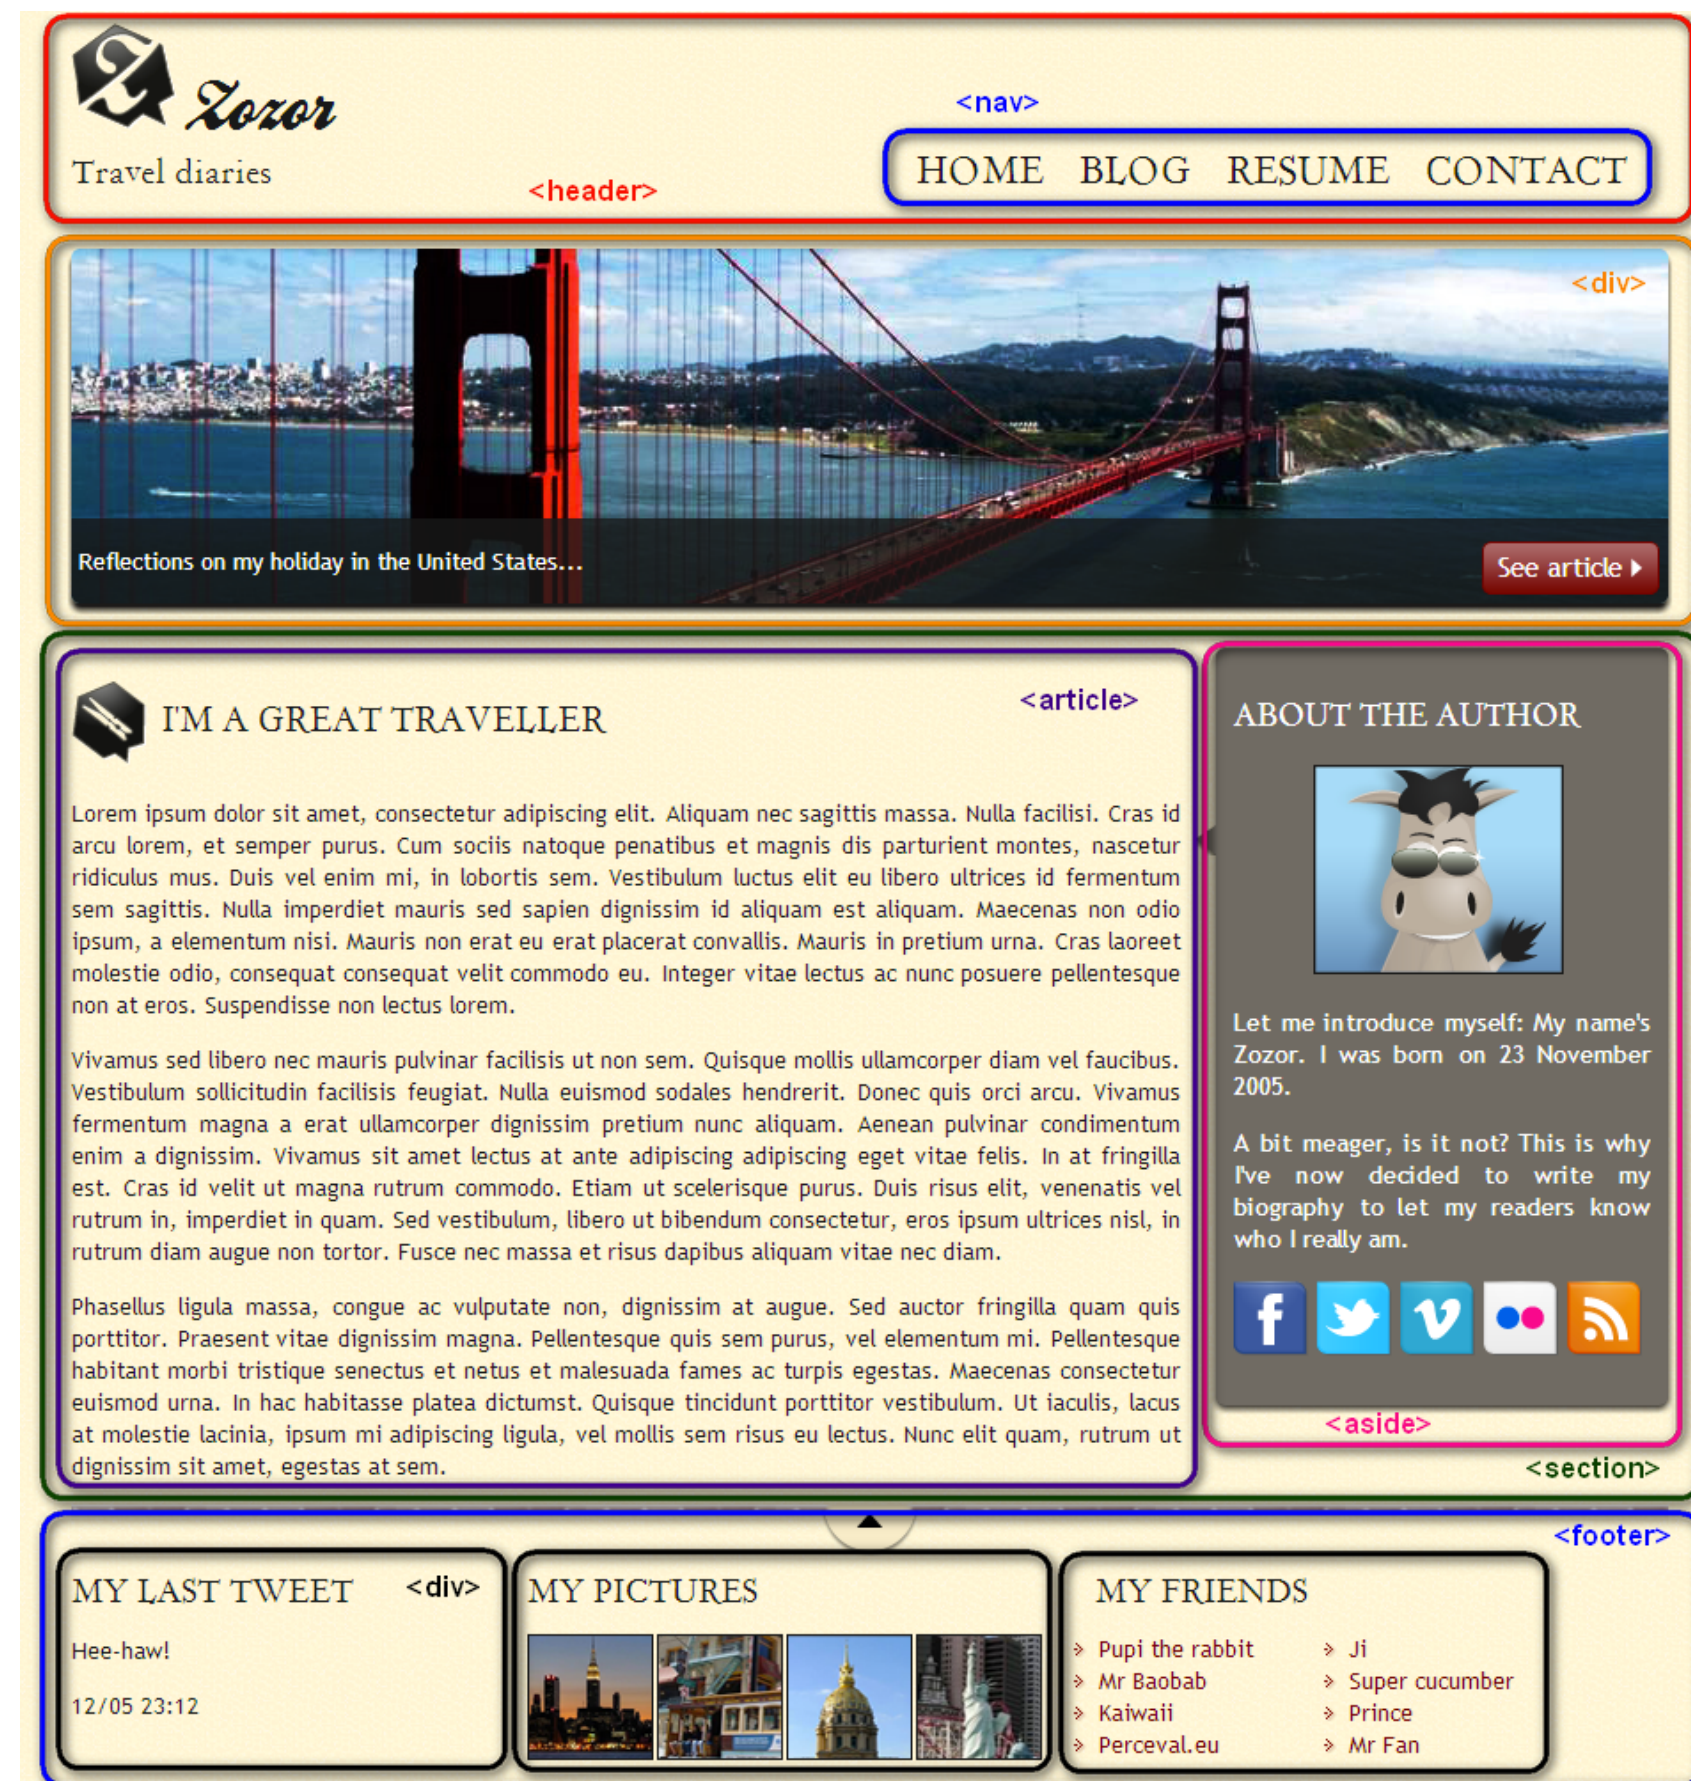 Zozor
<nav>
Travel diaries
<header>
HOME BLOG RESUME CONTACT
<div>
Reflections on my holiday in the United States...
See article
I'M A GREAT TRAVELLER
<article>
Lorem ipsum dolor sit amet, consectetur adipiscing elit. Aliquam nec sagittis massa. Nulla facilisi. Cras id
arcu lorem, et semper purus. Cum sociis natoque penatibus et magnis dis parturient montes, nascetur
ridiculus mus. Duis vel enim mi, in lobortis sem. Vestibulum luctus elit eu libero ultrices id fermentum
sem sagittis. Nulla imperdiet mauris sed sapien dignissim id aliquam est aliquam. Maecenas non odio
ipsum, a elementum nisi. Mauris non erat eu erat placerat convallis. Mauris in pretium urna. Cras laoreet
molestie odio, consequat consequat velit commodo eu. Integer vitae lectus ac nunc posuere pellentesque
non at eros. Suspendisse non lectus lorem.
Vivamus sed libero nec mauris pulvinar facilisis ut non sem. Quisque mollis ullamcorper diam vel faucibus.
Vestibulum sollicitudin facilisis feugiat. Nulla euismod sodales hendrerit. Donec quis orci arcu. Vivamus
fermentum magna a erat ullamcorper dignissim pretium nunc aliquam. Aenean pulvinar condimentum
enim a dignissim. Vivamus sit amet lectus at ante adipiscing adipiscing eget vitae felis. In at fringilla
est. Cras id velit ut magna rutrum commodo. Etiam ut scelerisque purus. Duis risus elit, venenatis vel
rutrum in, imperdiet in quam. Sed vestibulum, libero ut bibendum consectetur, eros ipsum ultrices nisl, in
rutrum diam augue non tortor. Fusce nec massa et risus dapibus aliquam vitae nec diam.
Phasellus ligula massa, congue ac vulputate non, dignissim at augue. Sed auctor fringilla quam quis
porttitor. Praesent vitae dignissim magna. Pellentesque quis sem purus, vel elementum mi. Pellentesque
habitant morbi tristique senectus et netus et malesuada fames ac turpis egestas. Maecenas consectetur
euismod urna. In hac habitasse platea dictumst. Quisque tincidunt porttitor vestibulum. Ut iaculis, lacus
at molestie lacinia, ipsum mi adipiscing ligula, vel mollis sem risus eu lectus. Nunc elit quam, rutrum ut
dignissim sit amet, egestas at sem.
ABOUT THE AUTHOR
Let me introduce myself: My name's
Zozor. I was born on 23 November
2005.
A bit meager, is it not? This is why
I've now decided to write my
biography to let my readers know
who I really am.
<aside>
<section>
<footer>
MY LAST TWEET
<div>
Hee-haw!
12/05 23:12
MY PICTURES
MY FRIENDS
Pupi the rabbit
Mr Baobab
Kaiwaii
Perceval.eu
Ji
Super cucumber
Prince
Mr Fan